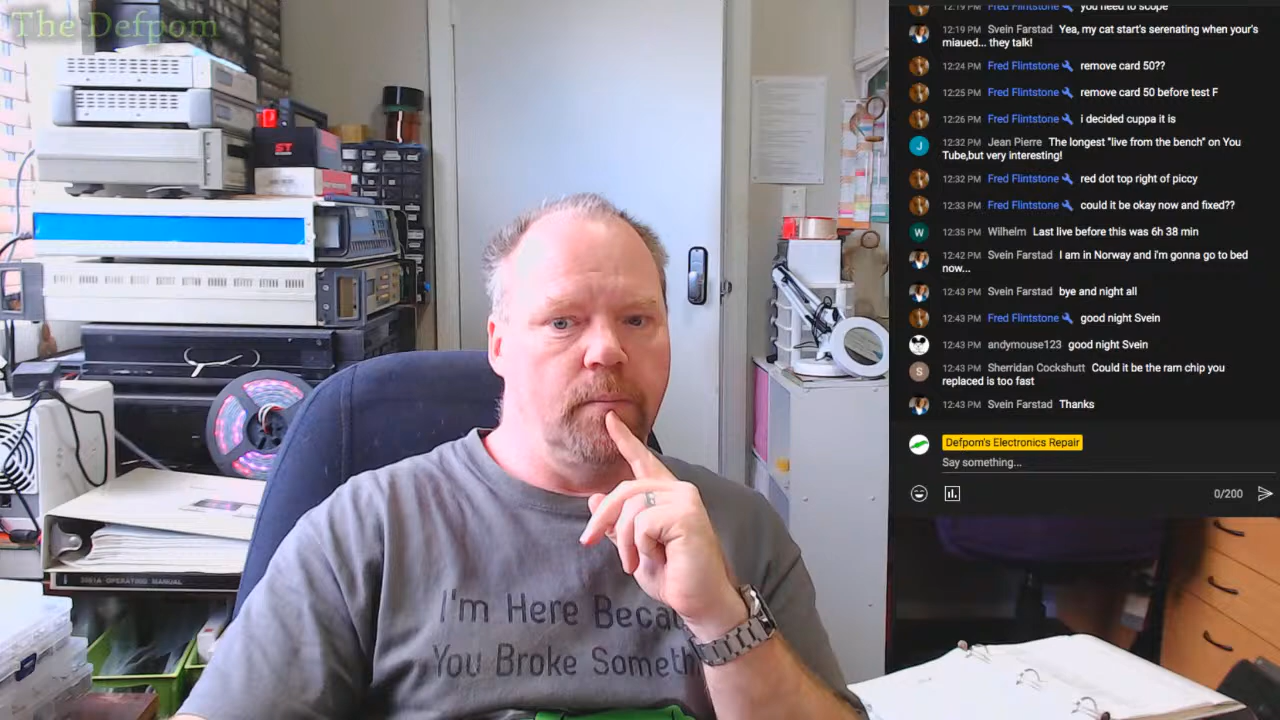 The Defpom
ST
3561A OPERATING MANUAL
I'm Here Becau
You Broke Someth
12:19 PM Fred Flintstone you need to scope
12:19 PM Svein Farstad Yea, my cat start's serenating when your's
miaued... they talk!
12:24 PM Fred Flintstone remove card 50??
12:25 PM Fred Flintstone remove card 50 before test F
12:26 PM Fred Flintstone i decided cuppa it is
J
12:32 PM Jean Pierre The longest "live from the bench" on You
Tube,but very interesting!
12:32 PM Fred Flintstone red dot top right of piccy
12:33 PM Fred Flintstone could it be okay now and fixed??
W
12:35 PM Wilhelm Last live before this was 6h 38 min
12:42 PM Svein Farstad I am in Norway and i'm gonna go to bed
now...
12:43 PM Svein Farstad bye and night all
12:43 PM Fred Flintstone good night Svein
12:43 PM andymouse123 good night Svein
S
12:43 PM Sherridan Cockshutt Could it be the ram chip you
replaced is too fast
12:43 PM Svein Farstad Thanks
Defpom's Electronics Repair
Say something...
0/200